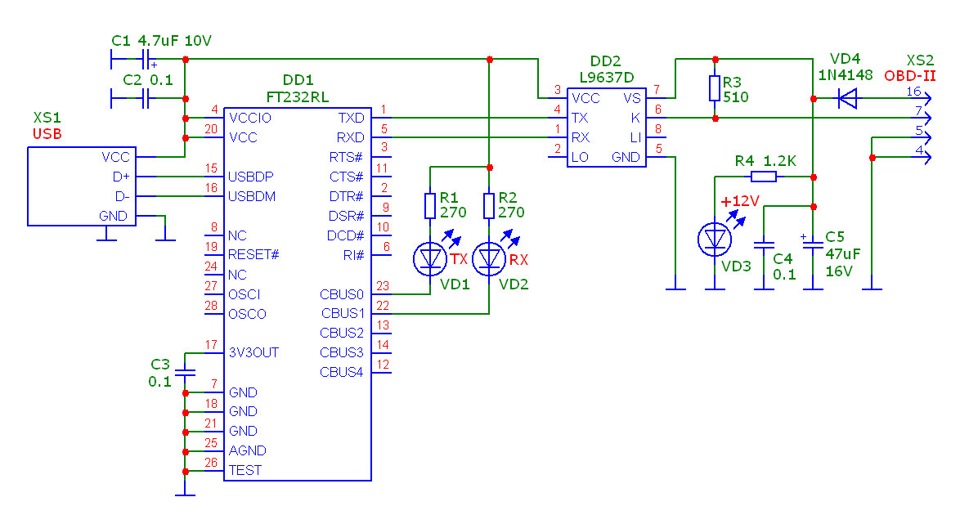 C1 4.7uF 10V
C2 0.1
XS1
USB
VCC
D+
D-
GND
DD1
FT232RL
4 VCCIO
20 VCC
15 USBDP
16 USBDM
8 NC
19 RESET#
24 NC
27 OSCI
28 OSCO
17 3V3OUT
7 GND
18 GND
21 GND
25 AGND
26 TEST
C3
0.1
TXD 1
RXD 5
RTS# 3
CTS# 11
DTR# 2
DSR# 9
DCD# 10
RI# 6
CBUS0 23
CBUS1 22
CBUS2 13
CBUS3 14
CBUS4 12
R1
270
R2
270
TX
RX
VD1
VD2
DD2
L9637D
3 VCC
4 TX
1 RX
2 LO
VS 7
K 6
LI 8
GND 5
R3
510
R4 1.2K
+12V
VD3
C4
0.1
+
C5
47uF
16V
+
VD4
1N4148
XS2
OBD-II
16
7
5
4